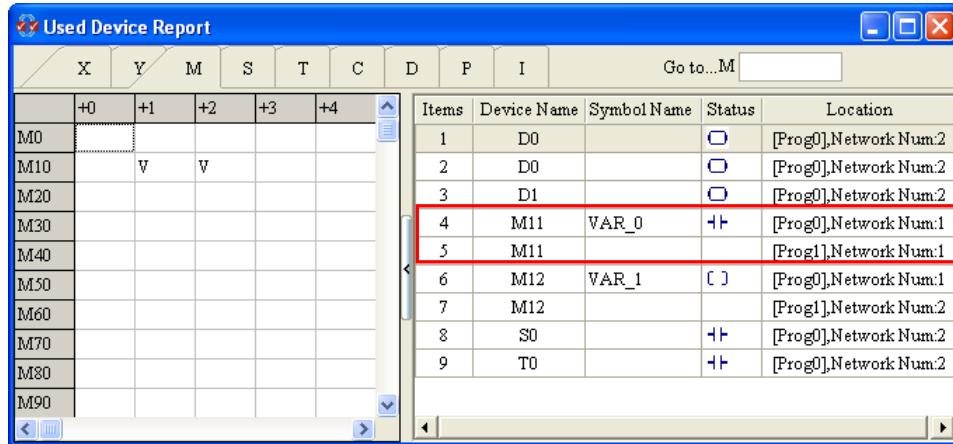 Used Device Report
X Y M S T C D P I Go to...M
+0 +1 +2 +3 +4
M0
M10 V V
M20
M30
M40
M50
M60
M70
M80
M90
Items Device Name Symbol Name Status Location
1 D0 [Prog0],Network Num:2
2 D0 [Prog0],Network Num:2
3 D1 [Prog0],Network Num:2
4 M11 VAR_0 [Prog0],Network Num:1
5 M11 [Prog1],Network Num:1
6 M12 VAR_1 [Prog0],Network Num:1
7 M12 [Prog1],Network Num:2
8 S0 [Prog0],Network Num:2
9 T0 [Prog0],Network Num:2